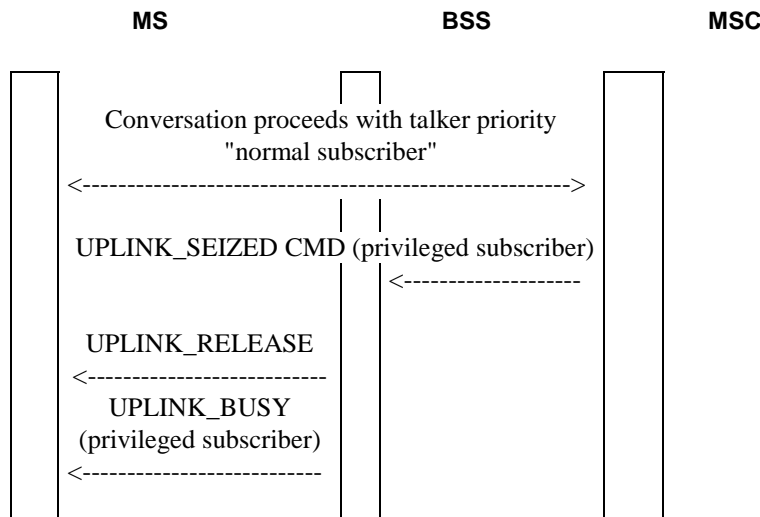 MS BSS MSC
Conversation proceeds with talker priority
"normal subscriber"
<------------------------------------------------------->
UPLINK_SEIZED CMD (privileged subscriber)
<--------------------
UPLINK_RELEASE
<---------------------------
UPLINK_BUSY
(privileged subscriber)
<---------------------------